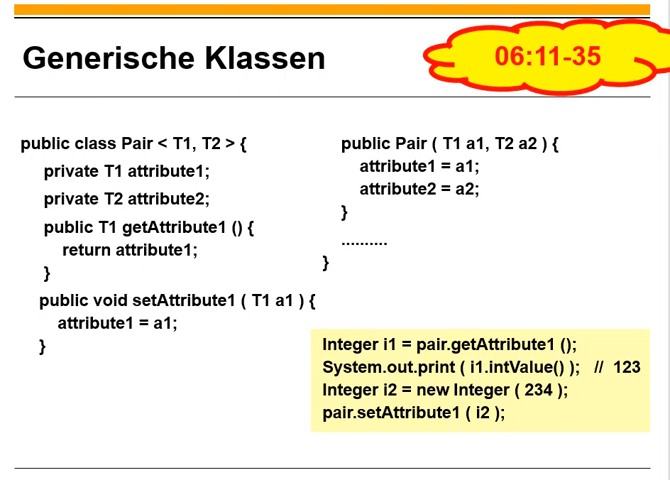 Generische Klassen
06:11-35
public class Pair < T1, T2 > {
private T1 attribute1;
private T2 attribute2;
public T1 getAttribute1 () {
return attribute1;
}
public void setAttribute1 ( T1 a1 ) {
attribute1 = a1;
}
public Pair ( T1 a1, T2 a2 ) {
attribute1 = a1;
attribute2 = a2;
}
..........
}
Integer i1 = pair.getAttribute1 ();
System.out.print ( i1.intValue() ); // 123
Integer i2 = new Integer ( 234 );
pair.setAttribute1 ( i2 );